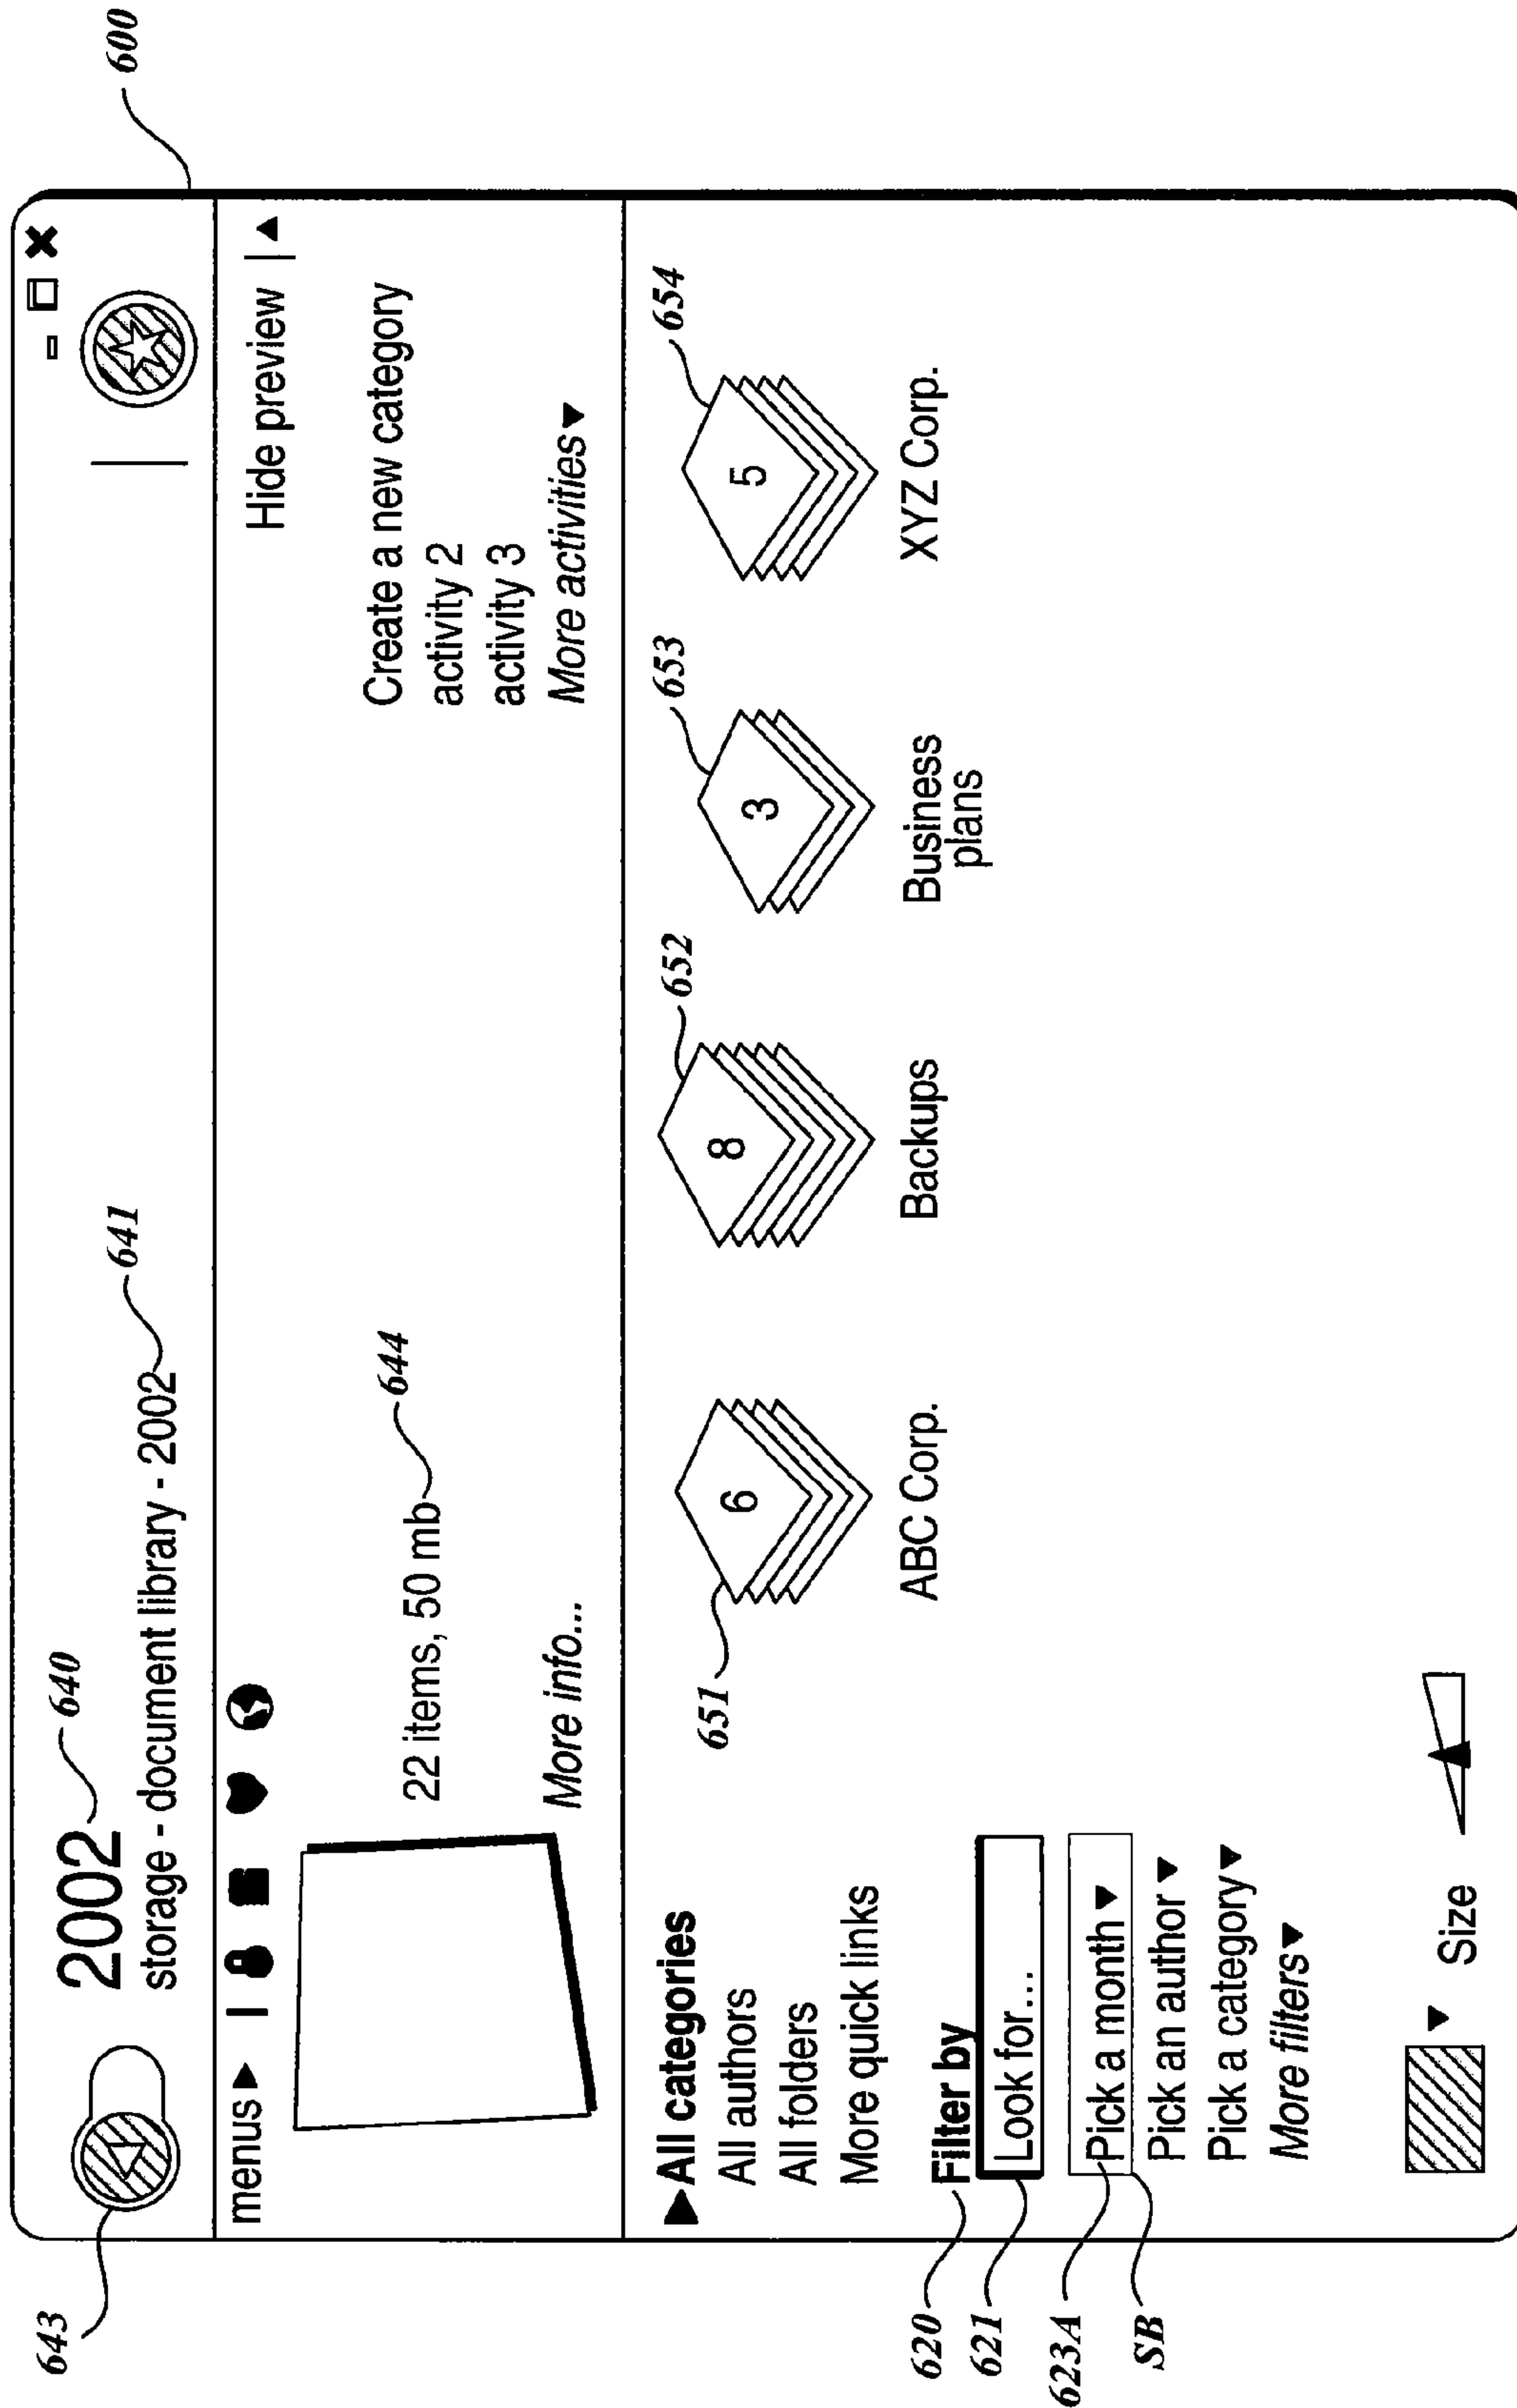 600
643
2002
640
storage - document library - 2002
641
menus
Hide preview
22 items, 50 mb
644
More info...
Create a new category
activity 2
activity 3
More activities
All categories
All authors
All folders
More quick links
620
Filter by
621
Look for...
623A
Pick a month
SB
Pick an author
Pick a category
More filters
Size
651
6
ABC Corp.
652
8
Backups
653
3
Business
plans
654
5
XYZ Corp.